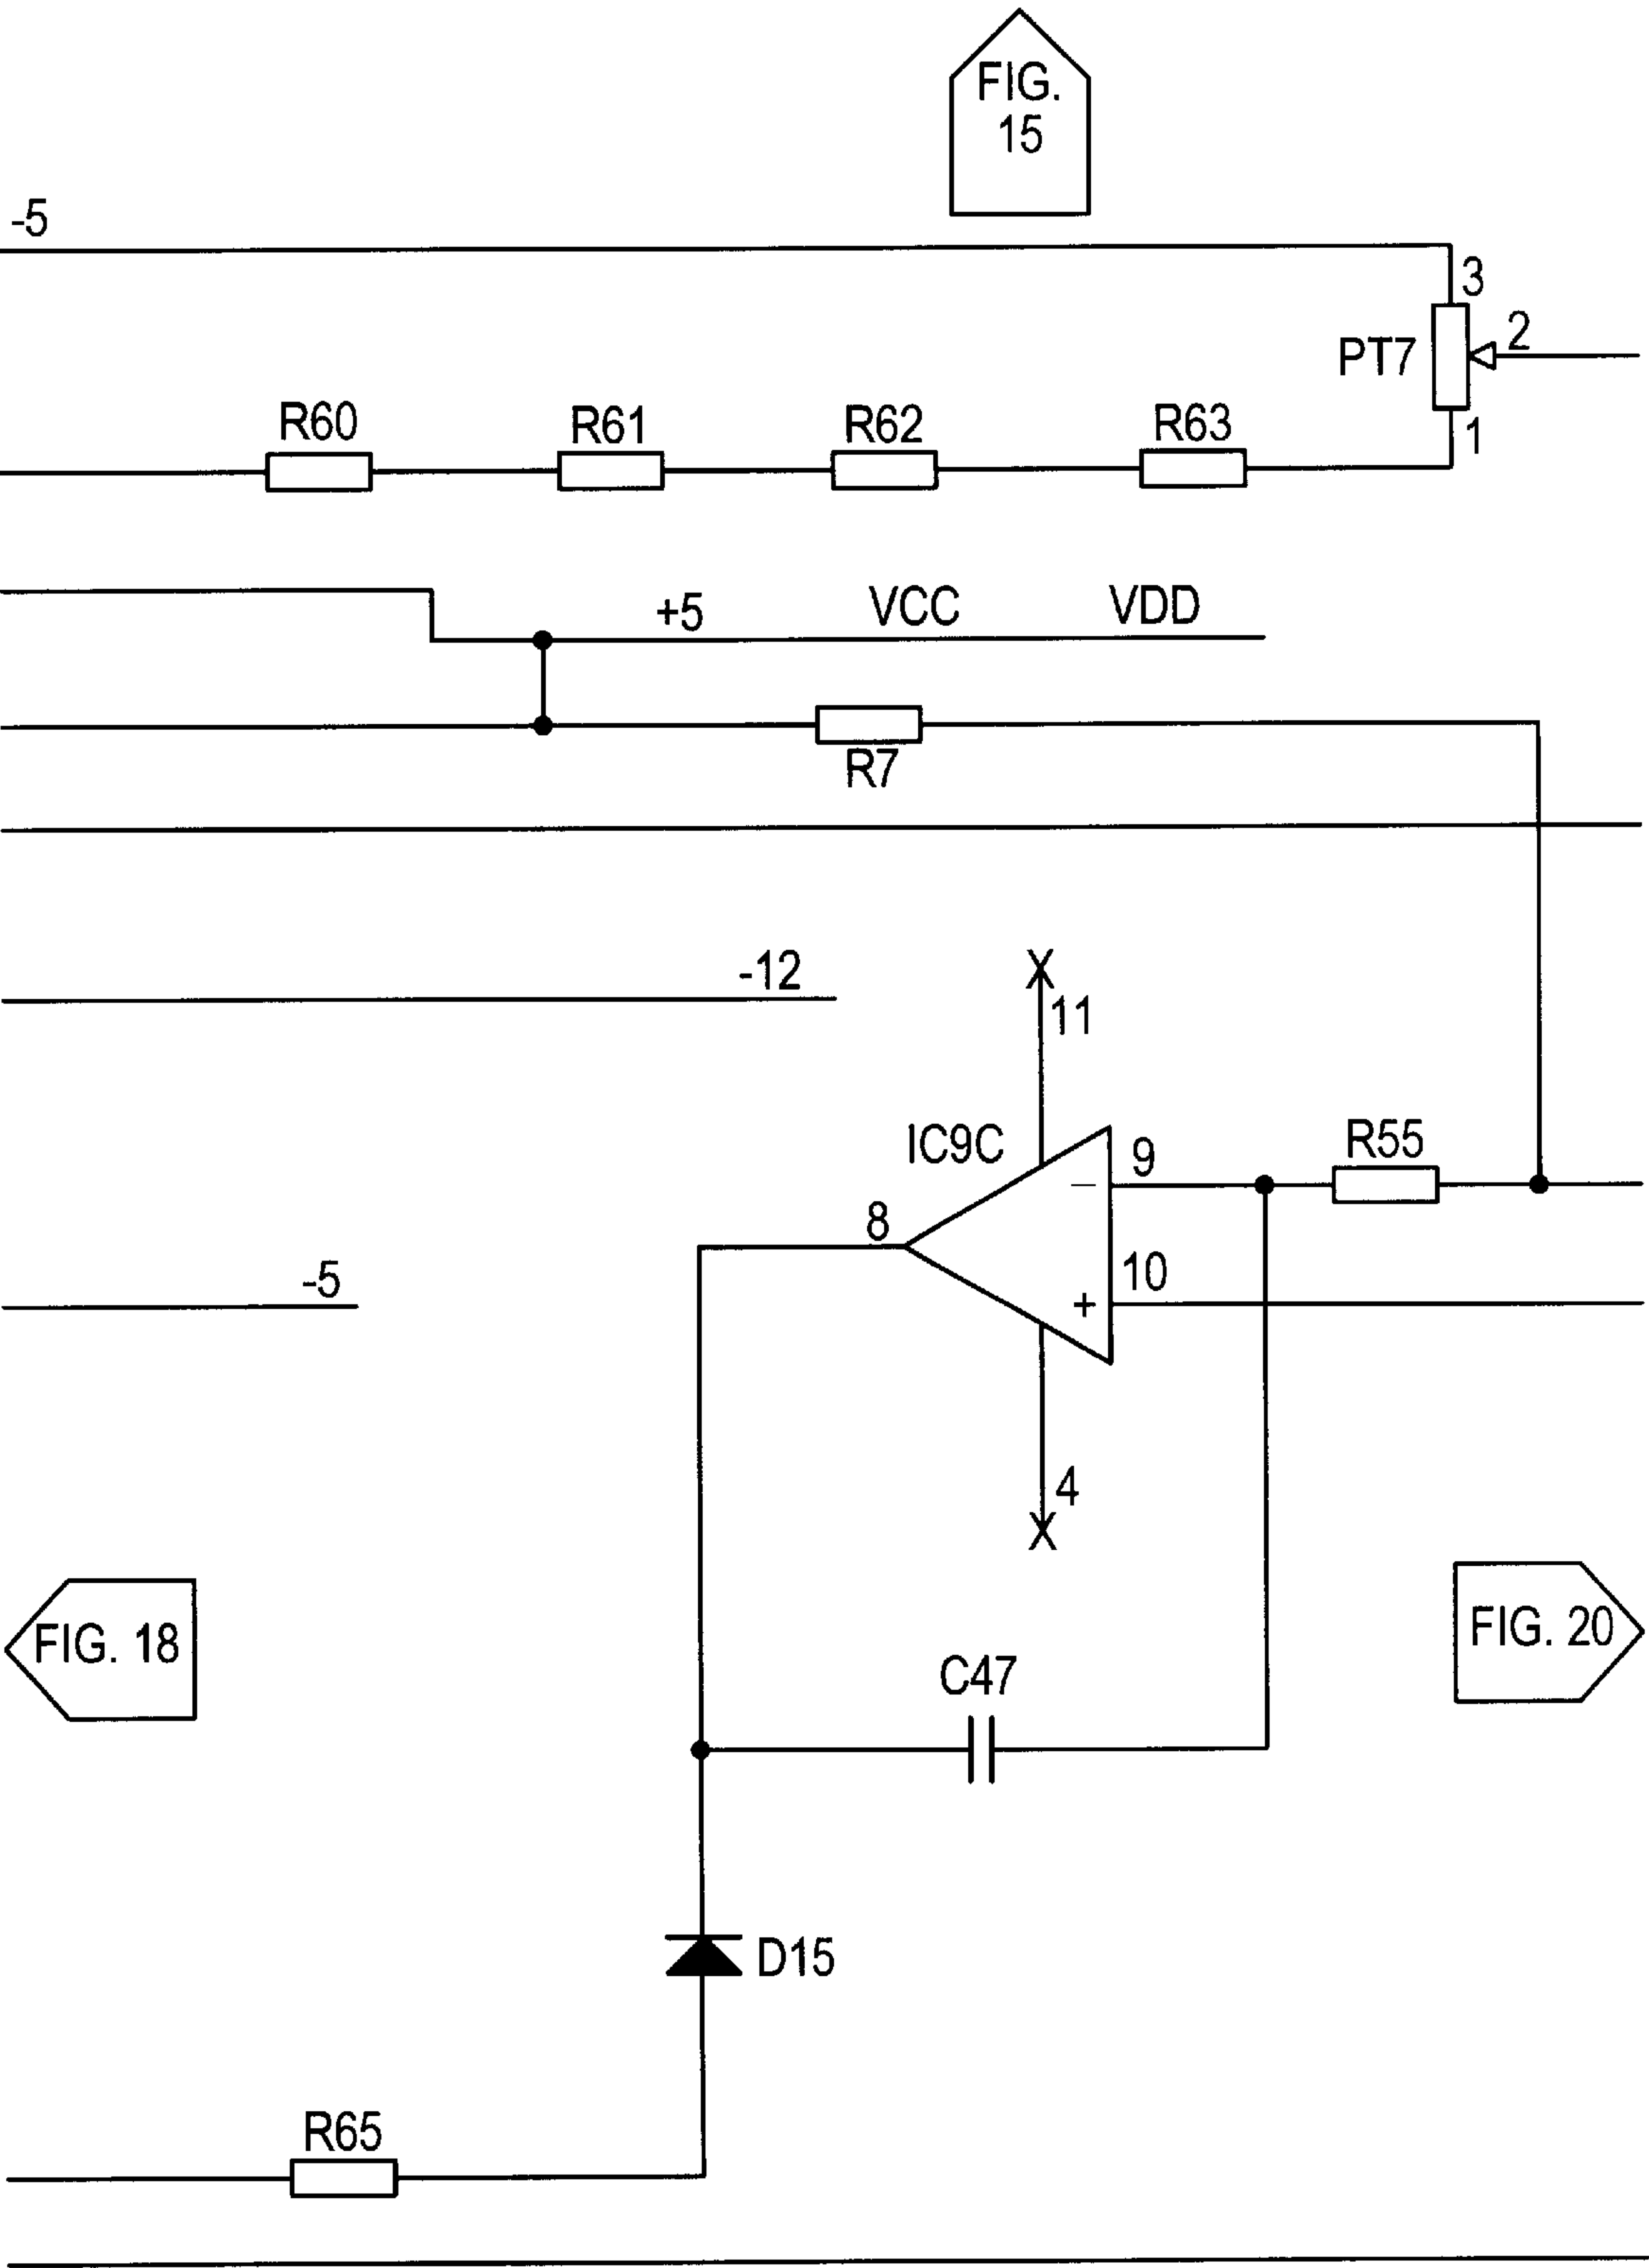 FIG.
15
-5
3
2
PT7
1
R60
R61
R62
R63
+5
VCC
VDD
R7
-12
X
11
IC9C
9
R55
8
−
10
-5
+
4
X
FIG. 18
FIG. 20
C47
D15
R65